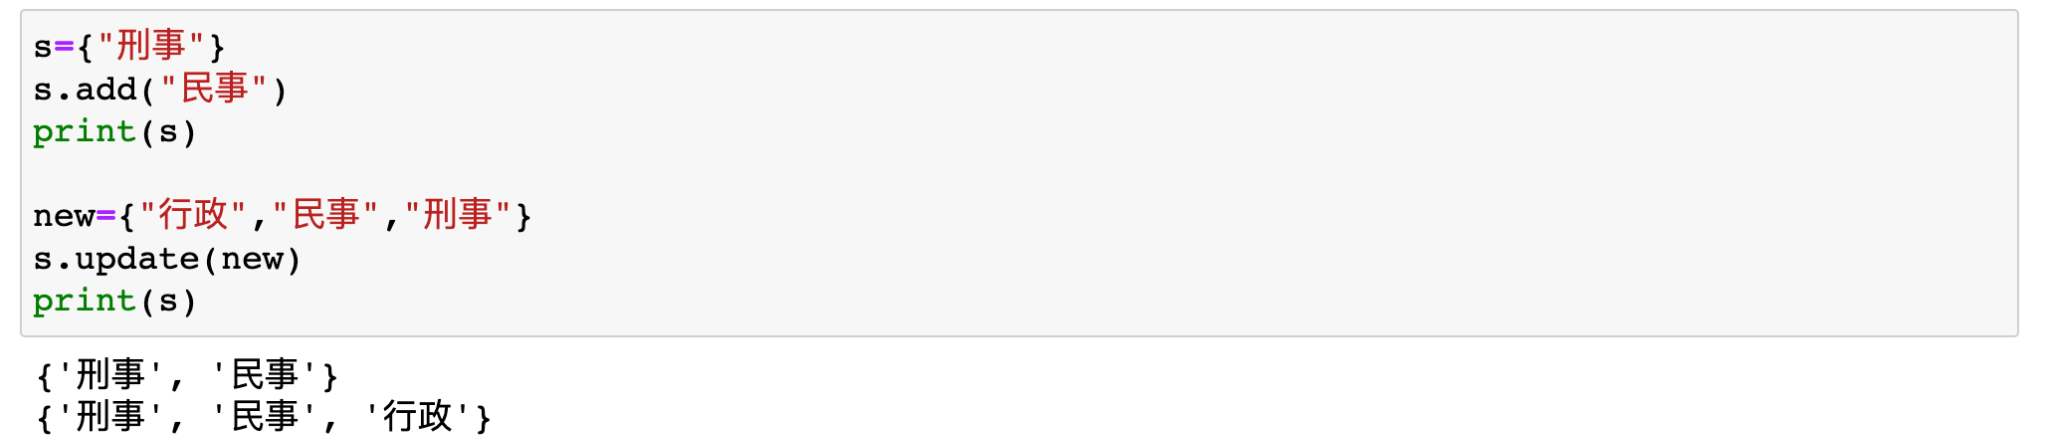 s={"刑事"}
s.add("民事")
print(s)
new={"行政","民事","刑事"}
s.update(new)
print(s)
{'刑事', '民事'}
{'刑事', '民事', '行政'}